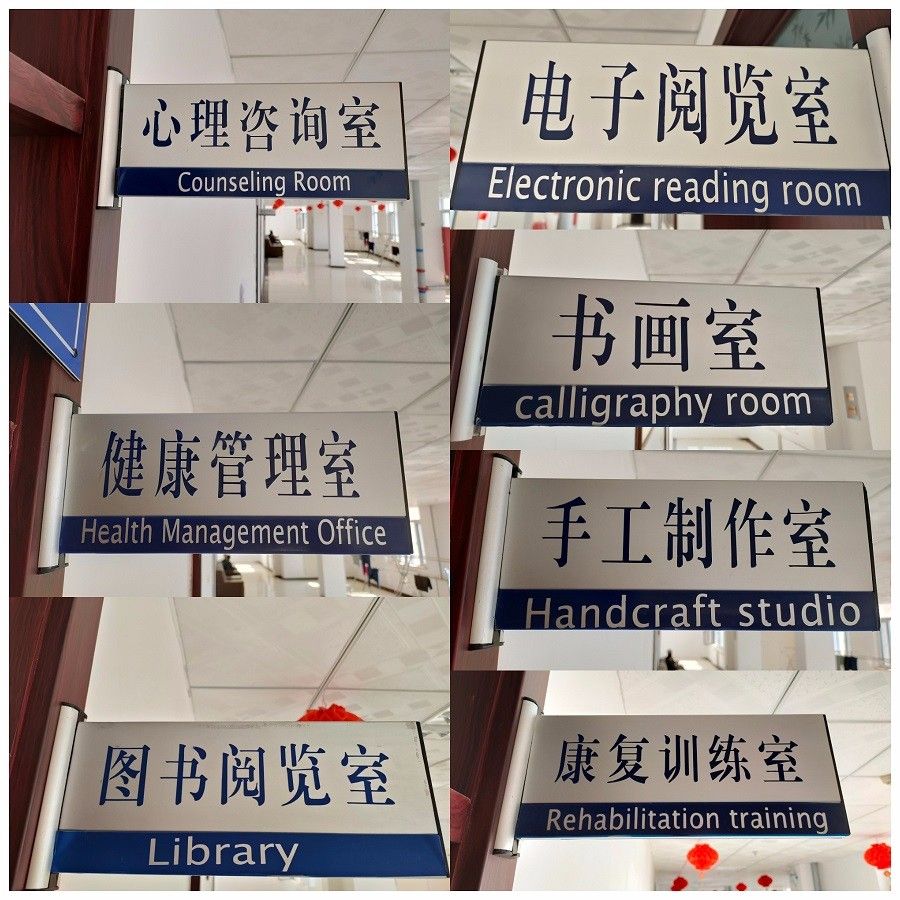 心理咨询室
Counseling Room
电子阅览室
Electronic reading room
书画室
calligraphy room
健康管理室
Health Management Office
手工制作室
Handcraft studio
图书阅览室
Library
康复训练室
Rehabilitation training